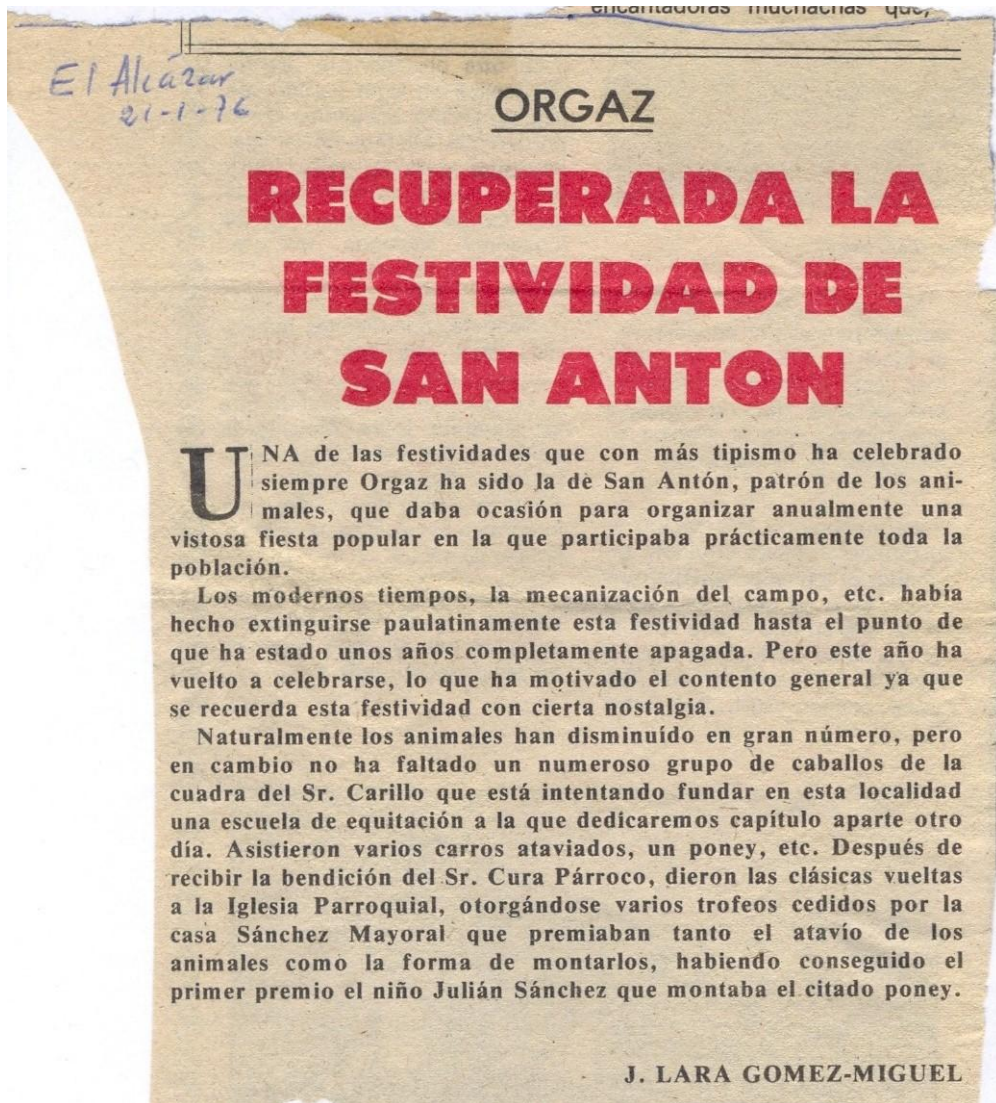 encantadoras muchachas que,
El Alcázar
21-1-76
ORGAZ
RECUPERADA LA
FESTIVIDAD DE
SAN ANTON
UNA de las festividades que con más tipismo ha celebrado
siempre Orgaz ha sido la de San Antón, patrón de los ani-
males, que daba ocasión para organizar anualmente una
vistosa fiesta popular en la que participaba prácticamente toda la
población.
Los modernos tiempos, la mecanización del campo, etc. había
hecho extinguirse paulatinamente esta festividad hasta el punto de
que ha estado unos años completamente apagada. Pero este año ha
vuelto a celebrarse, lo que ha motivado el contento general ya que
se recuerda esta festividad con cierta nostalgia.
Naturalmente los animales han disminuído en gran número, pero
en cambio no ha faltado un numeroso grupo de caballos de la
cuadra del Sr. Carillo que está intentando fundar en esta localidad
una escuela de equitación a la que dedicaremos capítulo aparte otro
día. Asistieron varios carros ataviados, un poney, etc. Después de
recibir la bendición del Sr. Cura Párroco, dieron las clásicas vueltas
a la Iglesia Parroquial, otorgándose varios trofeos cedidos por la
casa Sánchez Mayoral que premiaban tanto el atavío de los
animales como la forma de montarlos, habiendo conseguido el
primer premio el niño Julián Sánchez que montaba el citado poney.
J. LARA GOMEZ-MIGUEL